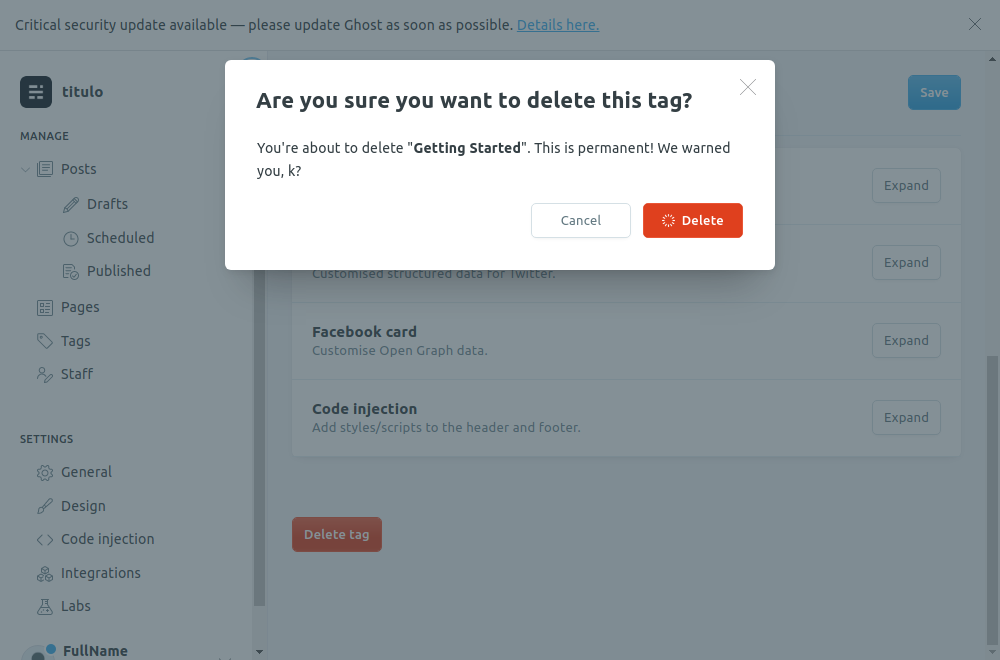 Critical security update available — please update Ghost as soon as possible. Details here.
titulo
Save
MANAGE
Posts
Drafts
Scheduled
Published
Pages
Tags
Staff
SETTINGS
General
Design
Code injection
Integrations
Labs
FullName
Are you sure you want to delete this tag?
You're about to delete "Getting Started". This is permanent! We warned
you, k?
Cancel
Delete
Expand
Customised structured data for Twitter.
Expand
Facebook card
Customise Open Graph data.
Expand
Code injection
Add styles/scripts to the header and footer.
Expand
Delete tag